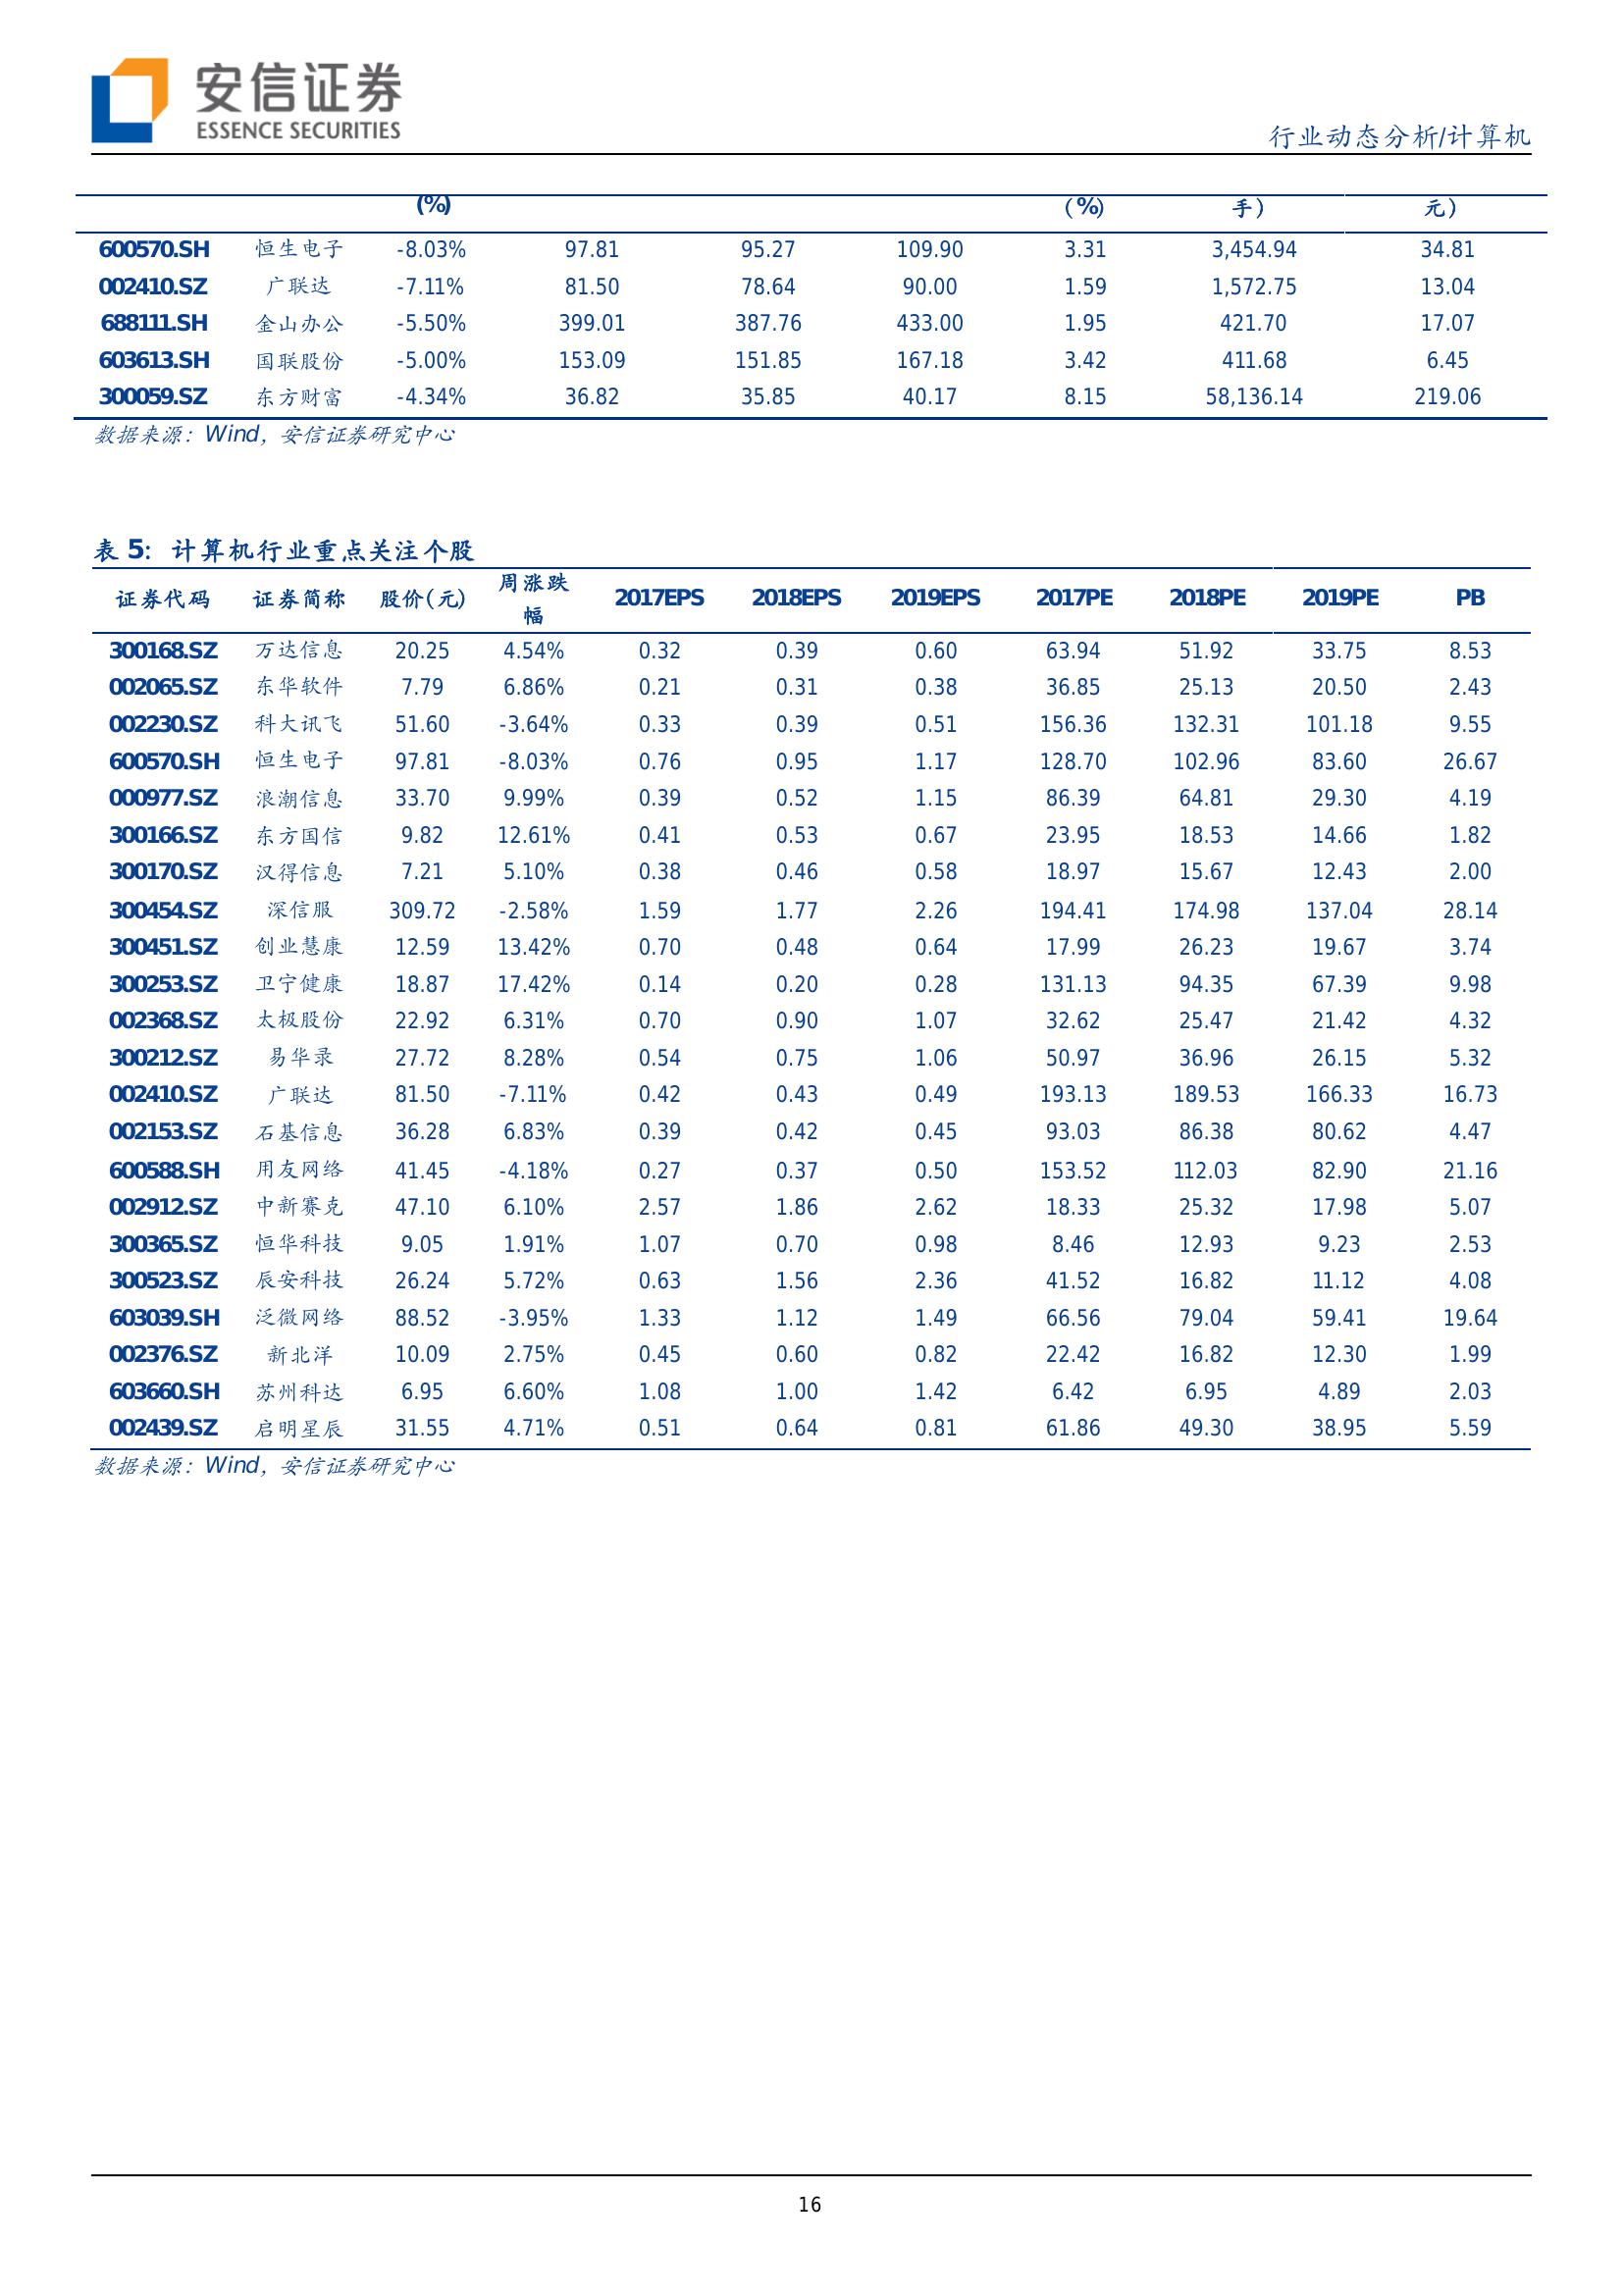 安信证券
ESSENCE SECURITIES
行业动态分析/计算机
(%) （%） 手） 元）
600570.SH 恒生电子 -8.03% 97.81 95.27 109.90 3.31 3,454.94 34.81
002410.SZ 广联达 -7.11% 81.50 78.64 90.00 1.59 1,572.75 13.04
688111.SH 金山办公 -5.50% 399.01 387.76 433.00 1.95 421.70 17.07
603613.SH 国联股份 -5.00% 153.09 151.85 167.18 3.42 411.68 6.45
300059.SZ 东方财富 -4.34% 36.82 35.85 40.17 8.15 58,136.14 219.06
数据来源：Wind，安信证券研究中心
表 5：计算机行业重点关注个股
证券代码 证券简称 股价(元) 周涨跌幅 2017EPS 2018EPS 2019EPS 2017PE 2018PE 2019PE PB
300168.SZ 万达信息 20.25 4.54% 0.32 0.39 0.60 63.94 51.92 33.75 8.53
002065.SZ 东华软件 7.79 6.86% 0.21 0.31 0.38 36.85 25.13 20.50 2.43
002230.SZ 科大讯飞 51.60 -3.64% 0.33 0.39 0.51 156.36 132.31 101.18 9.55
600570.SH 恒生电子 97.81 -8.03% 0.76 0.95 1.17 128.70 102.96 83.60 26.67
000977.SZ 浪潮信息 33.70 9.99% 0.39 0.52 1.15 86.39 64.81 29.30 4.19
300166.SZ 东方国信 9.82 12.61% 0.41 0.53 0.67 23.95 18.53 14.66 1.82
300170.SZ 汉得信息 7.21 5.10% 0.38 0.46 0.58 18.97 15.67 12.43 2.00
300454.SZ 深信服 309.72 -2.58% 1.59 1.77 2.26 194.41 174.98 137.04 28.14
300451.SZ 创业慧康 12.59 13.42% 0.70 0.48 0.64 17.99 26.23 19.67 3.74
300253.SZ 卫宁健康 18.87 17.42% 0.14 0.20 0.28 131.13 94.35 67.39 9.98
002368.SZ 太极股份 22.92 6.31% 0.70 0.90 1.07 32.62 25.47 21.42 4.32
300212.SZ 易华录 27.72 8.28% 0.54 0.75 1.06 50.97 36.96 26.15 5.32
002410.SZ 广联达 81.50 -7.11% 0.42 0.43 0.49 193.13 189.53 166.33 16.73
002153.SZ 石基信息 36.28 6.83% 0.39 0.42 0.45 93.03 86.38 80.62 4.47
600588.SH 用友网络 41.45 -4.18% 0.27 0.37 0.50 153.52 112.03 82.90 21.16
002912.SZ 中新赛克 47.10 6.10% 2.57 1.86 2.62 18.33 25.32 17.98 5.07
300365.SZ 恒华科技 9.05 1.91% 1.07 0.70 0.98 8.46 12.93 9.23 2.53
300523.SZ 辰安科技 26.24 5.72% 0.63 1.56 2.36 41.52 16.82 11.12 4.08
603039.SH 泛微网络 88.52 -3.95% 1.33 1.12 1.49 66.56 79.04 59.41 19.64
002376.SZ 新北洋 10.09 2.75% 0.45 0.60 0.82 22.42 16.82 12.30 1.99
603660.SH 苏州科达 6.95 6.60% 1.08 1.00 1.42 6.42 6.95 4.89 2.03
002439.SZ 启明星辰 31.55 4.71% 0.51 0.64 0.81 61.86 49.30 38.95 5.59
数据来源：Wind，安信证券研究中心
16